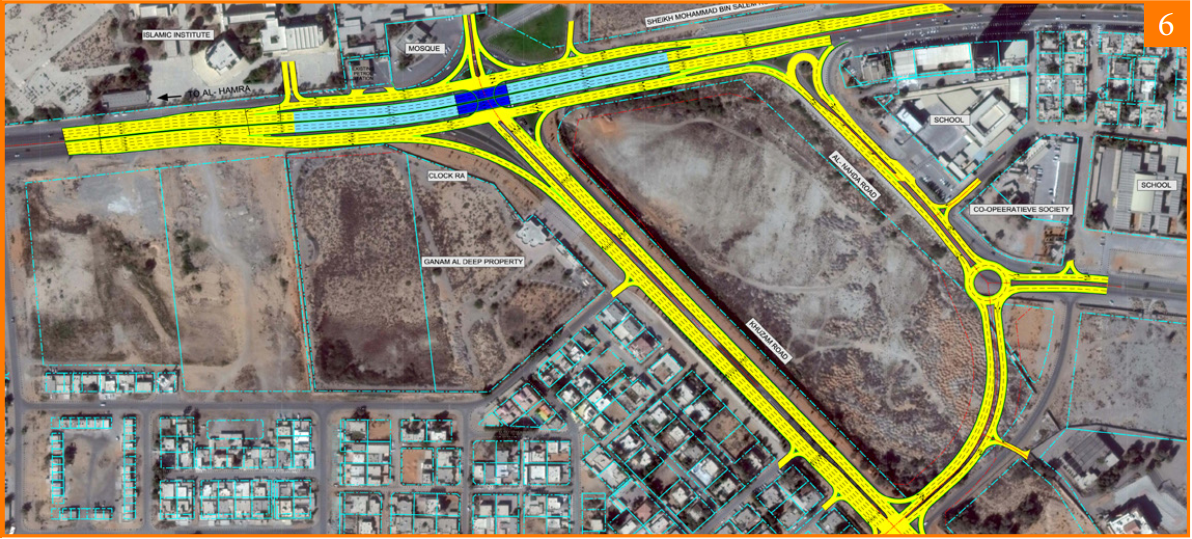 6
SHEIKH MOHAMMAD BIN SALEM
ISLAMIC INSTITUTE
MOSQUE
TO AL- HAMRA
SCHOOL
AL- NAHDA ROAD
CLOCK RA
SCHOOL
CO-OPEERATIEVE SOCIETY
GANAM AL DEEP PROPERTY
KHUZAM ROAD